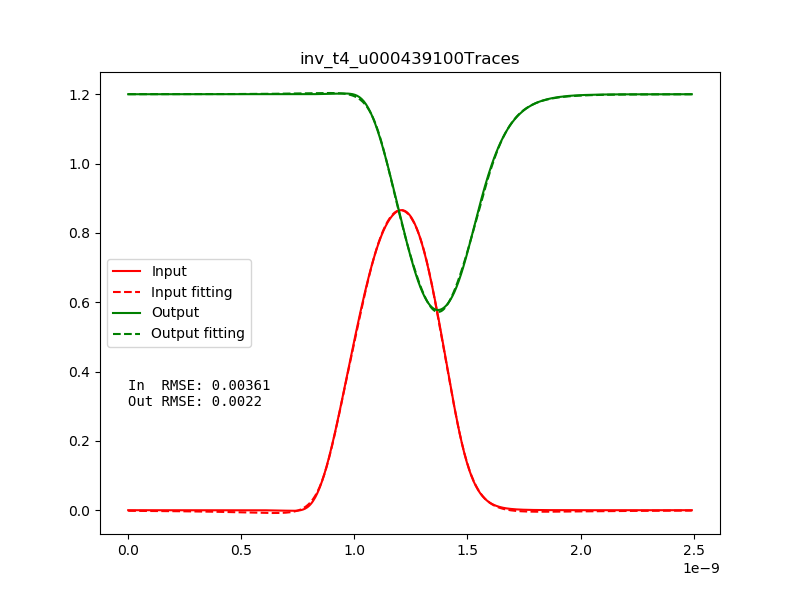 inv_t4_u000439100Traces
1.2
1.0
0.8
0.6
0.4
0.2
0.0
Input
Input fitting
Output
Output fitting
In  RMSE: 0.00361
Out RMSE: 0.0022
0.0
0.5
1.0
1.5
2.0
2.5
1e−9